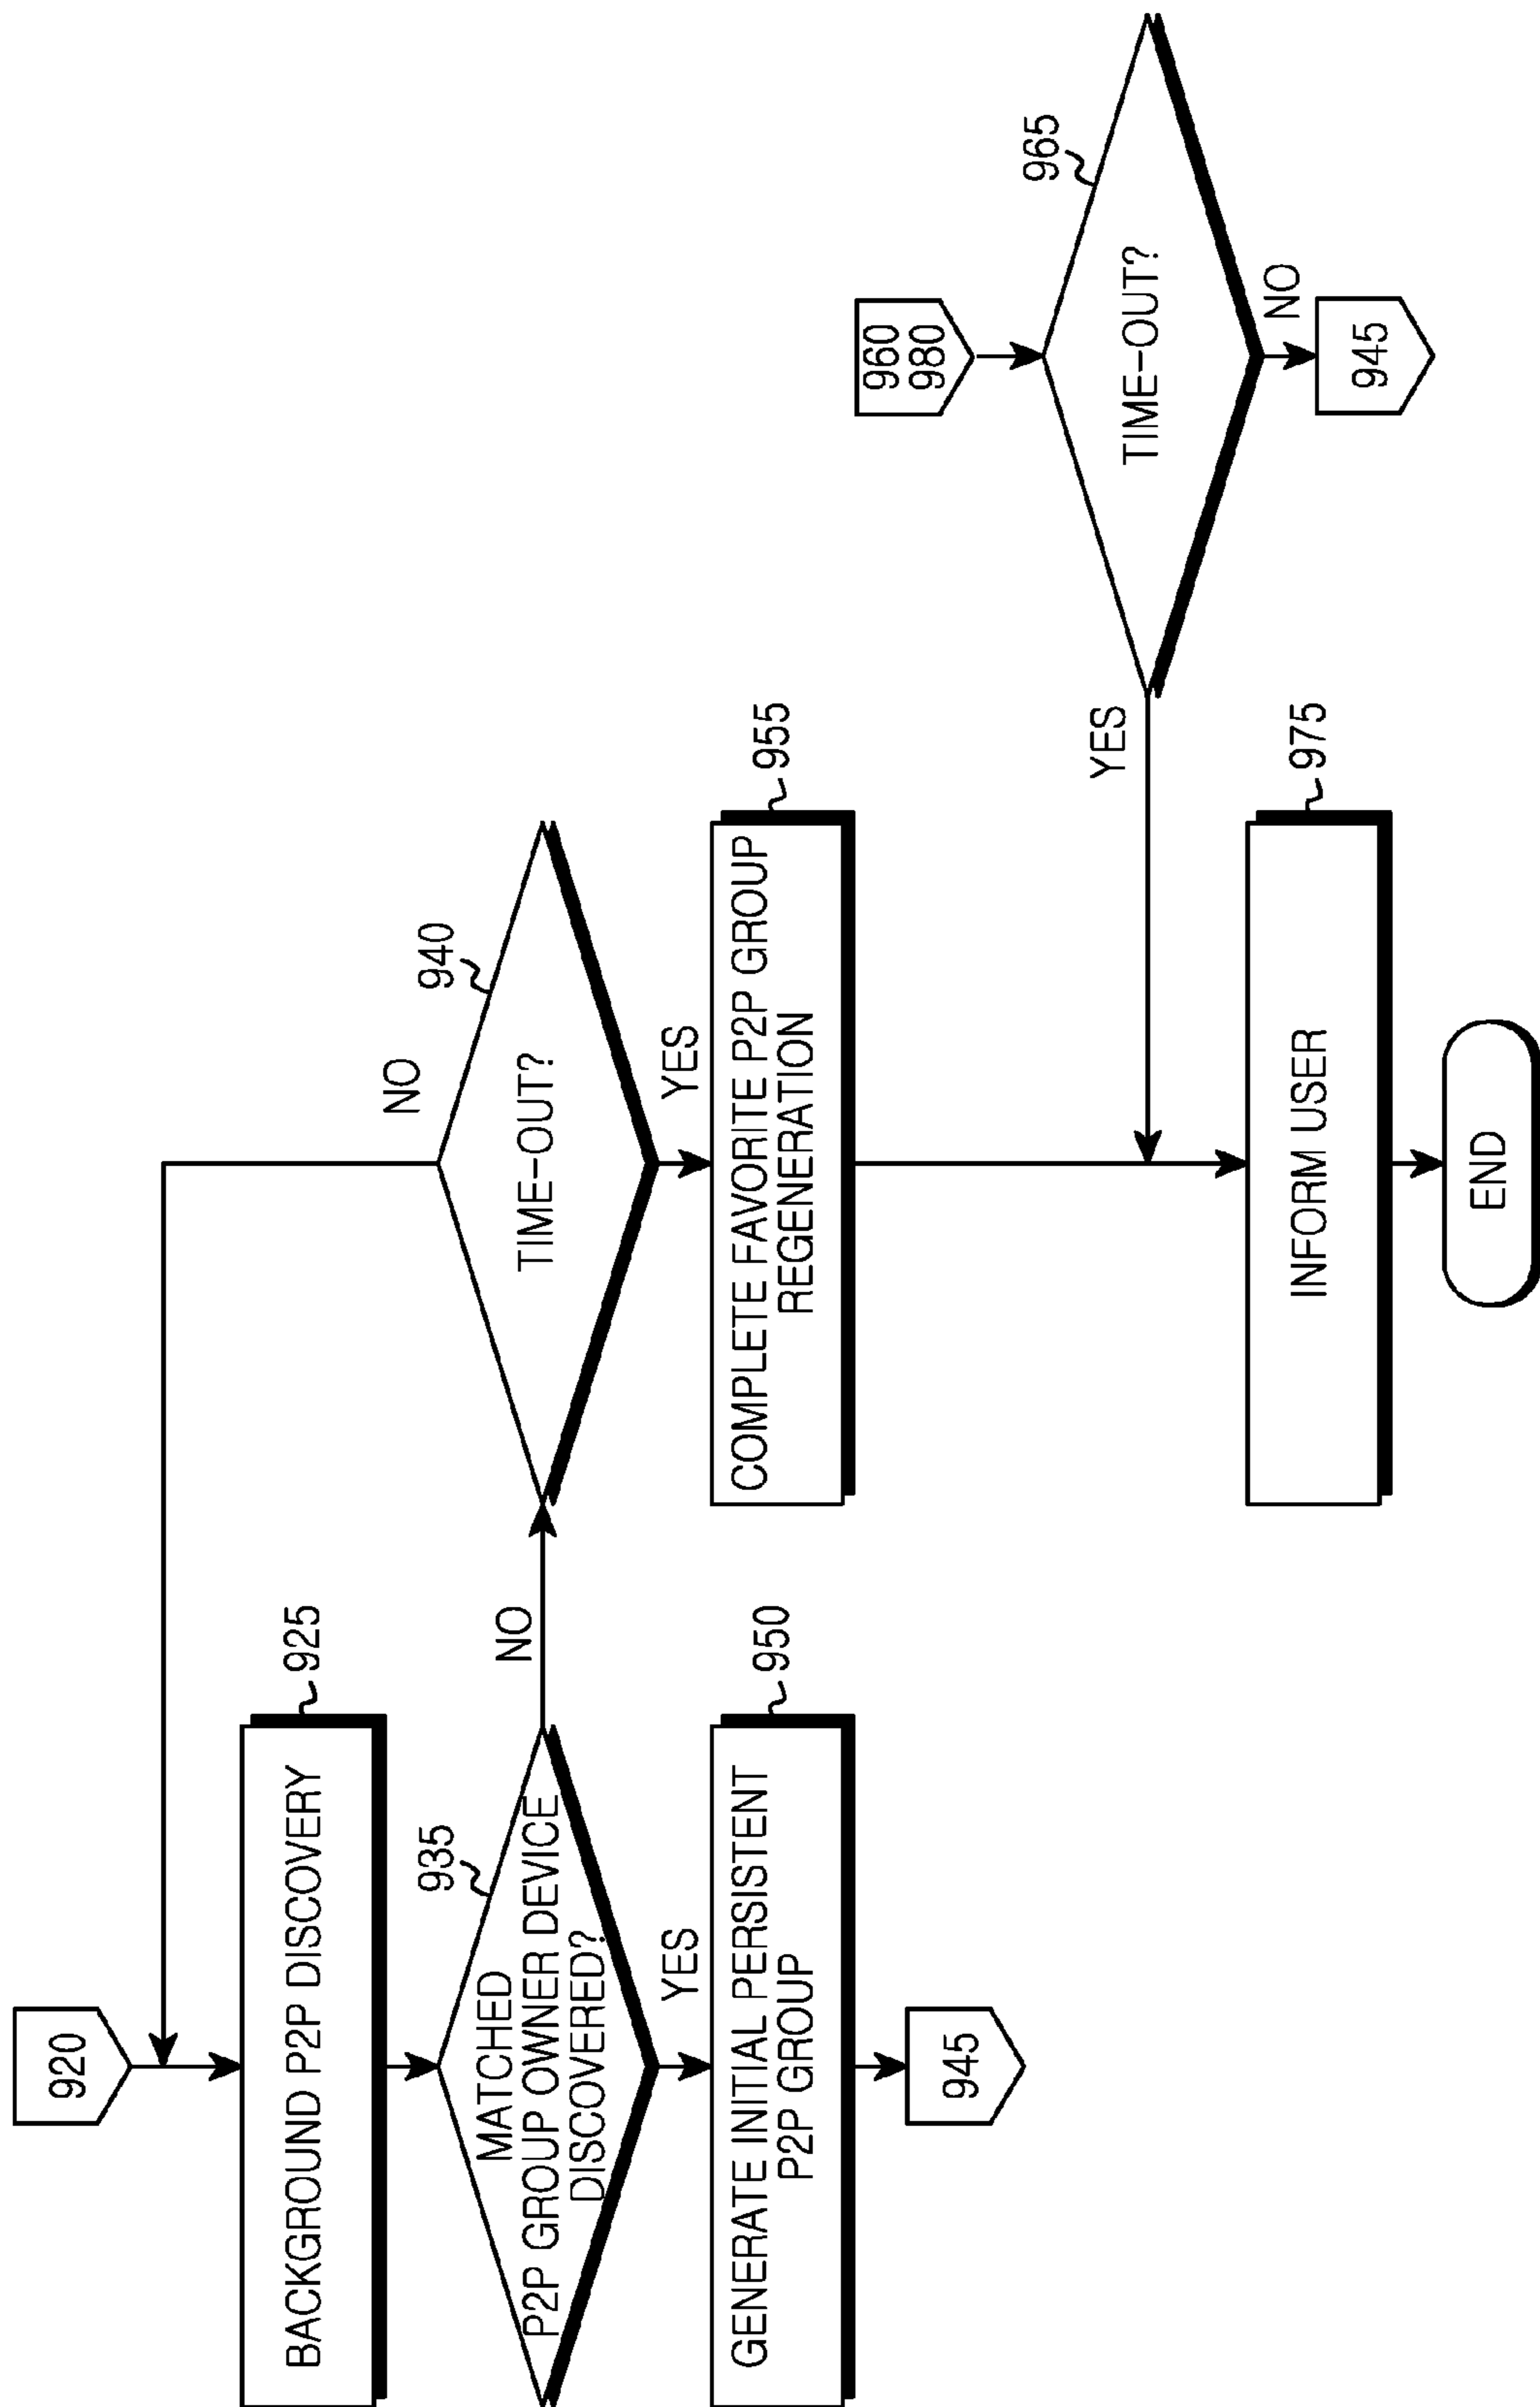 920
BACKGROUND P2P DISCOVERY
925
MATCHED
P2P GROUP OWNER DEVICE
DISCOVERED?
935
NO
YES
GENERATE INITIAL PERSISTENT
P2P GROUP
950
945
NO
TIME-OUT?
940
YES
COMPLETE FAVORITE P2P GROUP
REGENERATION
955
960
980
TIME-OUT?
965
YES
NO
945
INFORM USER
975
END